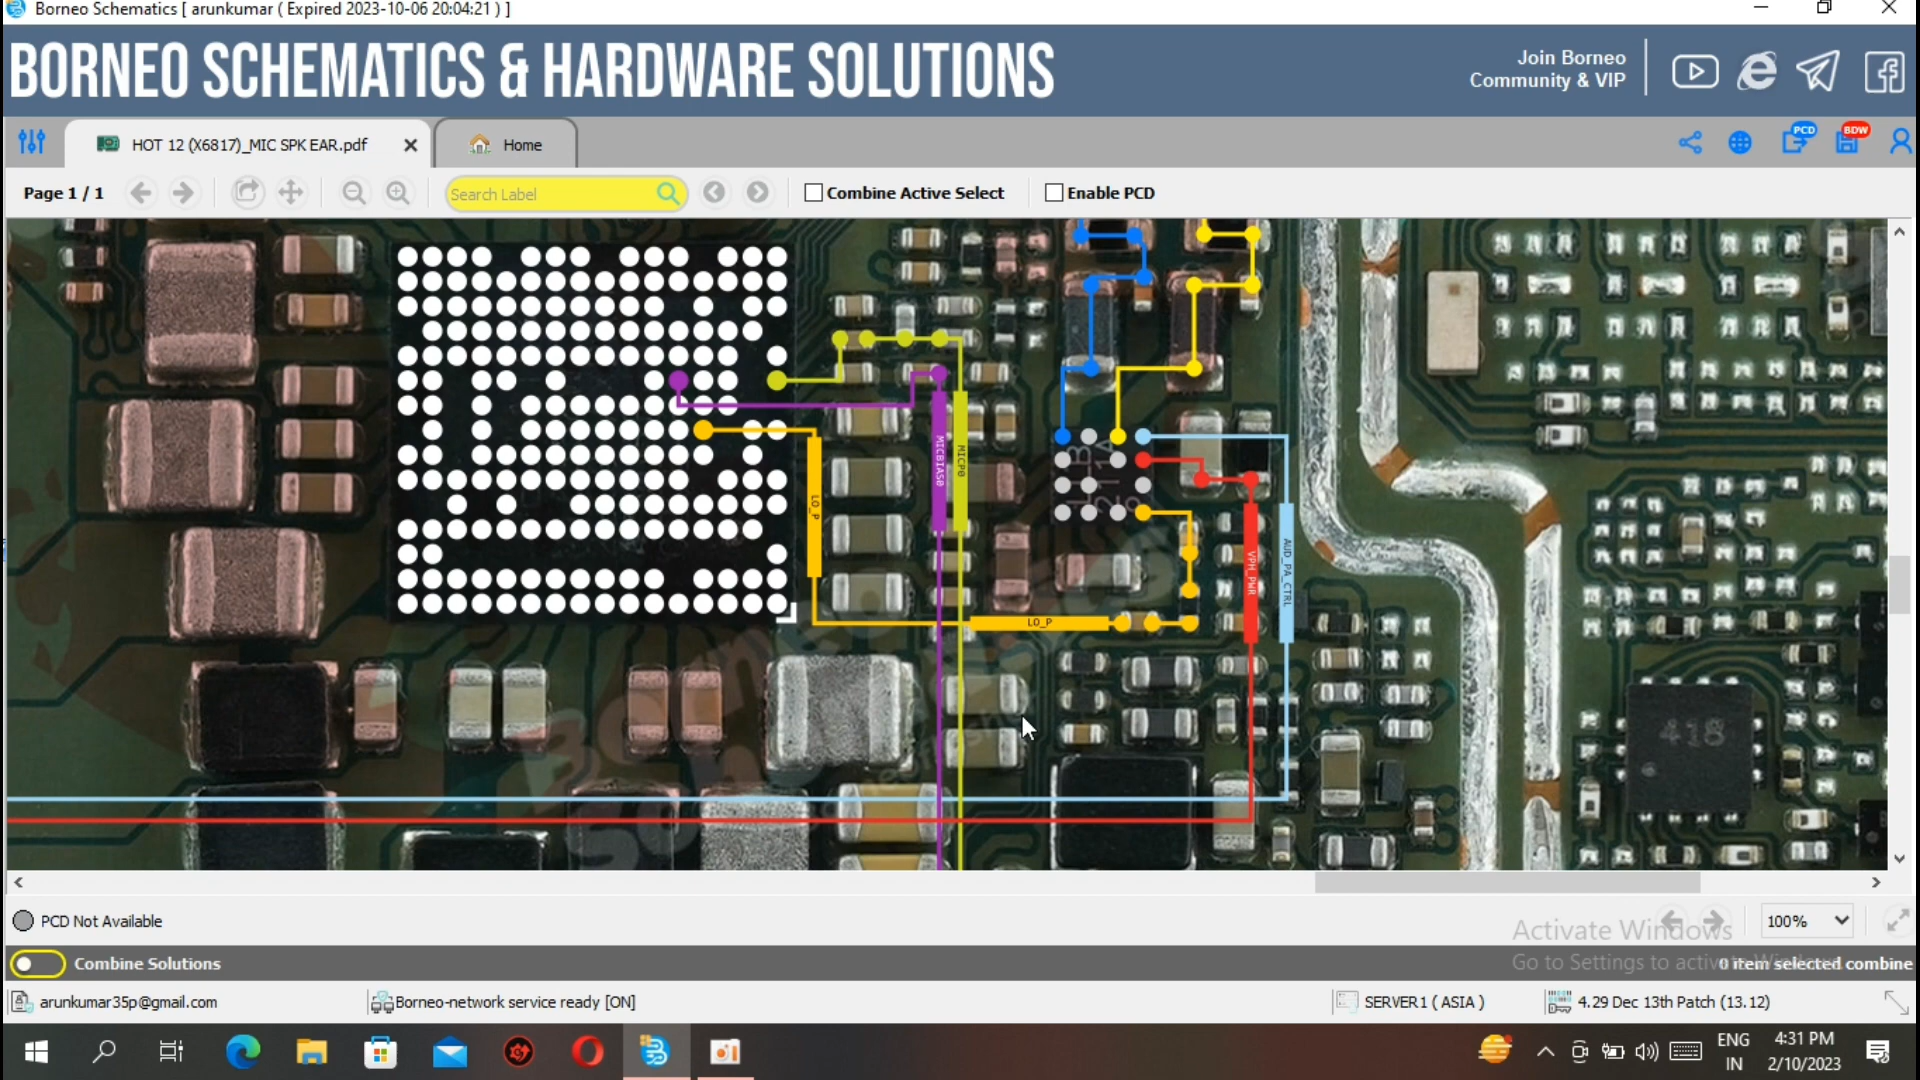 Borneo Schematics [ arunkumar ( Expired 2023-10-06 20:04:21 ) ]
BORNEO SCHEMATICS & HARDWARE SOLUTIONS
Join Borneo
Community & VIP
HOT 12 (X6817)_MIC SPK EAR.pdf
Home
PCD
BDW
Page 1 / 1
Search Label
Combine Active Select
Enable PCD
MICBIAS0
MICP0
LO_P
VPH_PWR
AUD_PA_CTRL
LO_P
418
PCD Not Available
100%
Activate Windows
Combine Solutions
Go to Settings to activate Windows.
0 item selected combine
arunkumar35p@gmail.com
Borneo-network service ready [ON]
SERVER1 ( ASIA )
4.29 Dec 13th Patch (13.12)
ENG
IN
4:31 PM
2/10/2023